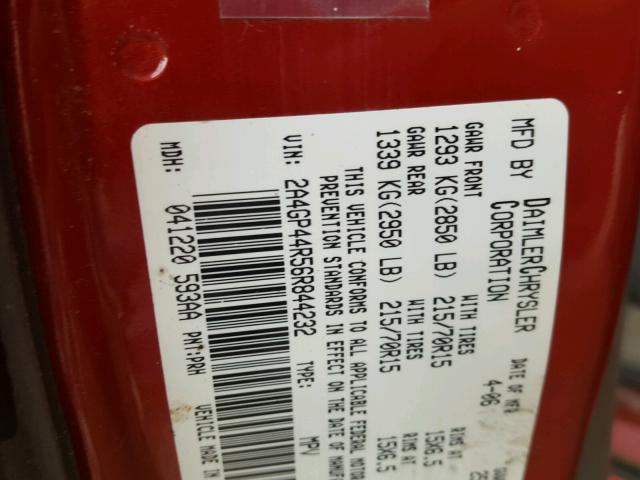 MFD BY DAIMLERCHRYSLER DATE OF MFR
CORPORATION 4-06
GAWR FRONT WITH TIRES RIMS AT
1293 KG(2850 LB) 215/70R15 15X6.5
GAWR REAR WITH TIRES RIMS AT
1339 KG(2950 LB) 215/70R15 15X6.5
THIS VEHICLE CONFORMS TO ALL APPLICABLE FEDERAL MOTOR
PREVENTION STANDARDS IN EFFECT ON THE DATE OF MANUF
VIN: 2A4GP44R56R844232 TYPE: MPV
MDH: 041220 593AA PNT:PRH
VEHICLE MADE IN